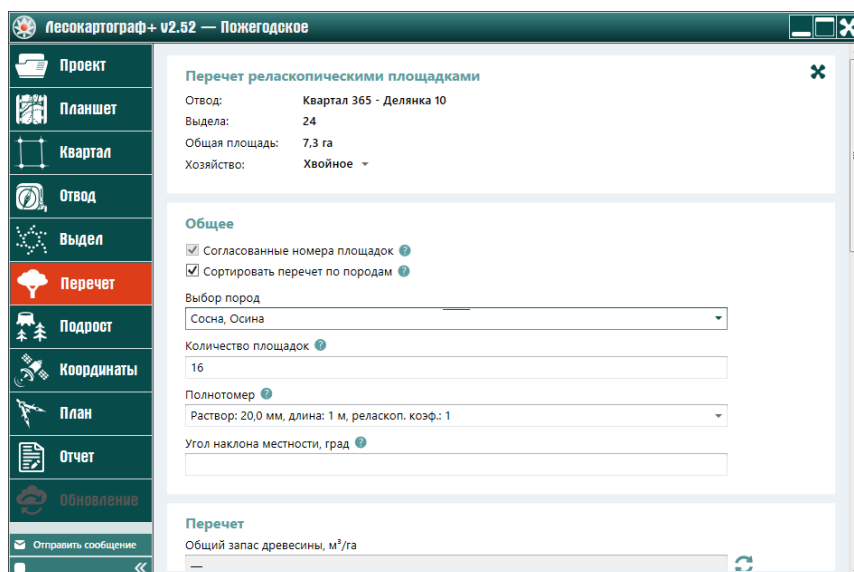 Лесокартограф+ v2.52 — Пожегодское
Проект
Планшет
Квартал
Отвод
Выдел
Перечет
Подрост
Координаты
План
Отчет
Обновление
Отправить сообщение
Перечет реласкопическими площадками
Отвод: Квартал 365 - Делянка 10
Выдела: 24
Общая площадь: 7,3 га
Хозяйство: Хвойное
Общее
Согласованные номера площадок ?
Сортировать перечет по породам ?
Выбор пород
Сосна, Осина
Количество площадок ?
16
Полнотомер ?
Раствор: 20,0 мм, длина: 1 м, реласкоп. коэф.: 1
Угол наклона местности, град ?
Перечет
Общий запас древесины, м³/га
—